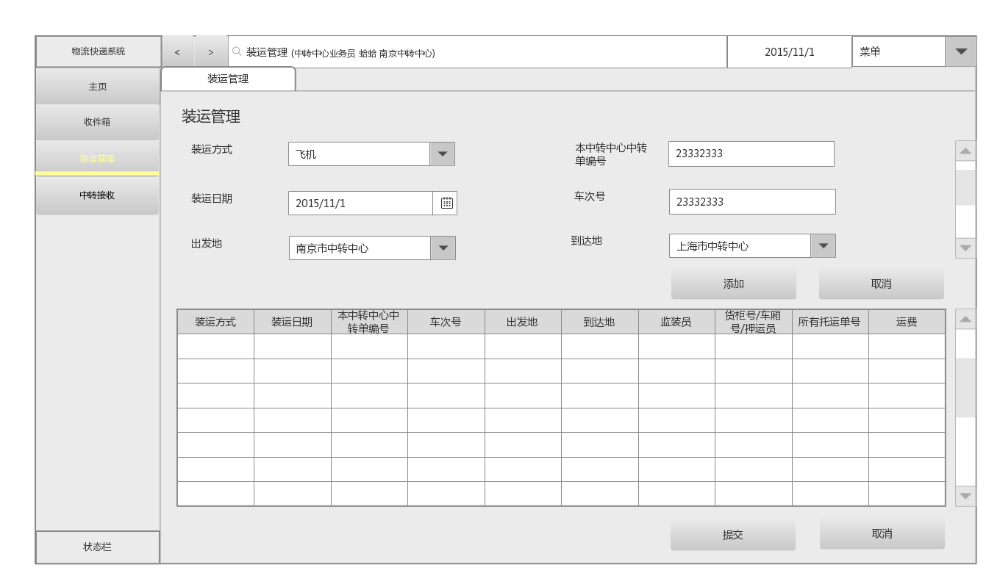 物流快递系统
< >
装运管理 (中转中心业务员 蛤蛤 南京中转中心)
2015/11/1
菜单
主页
收件箱
装运管理
中转接收
状态栏
装运管理
装运管理
装运方式
飞机
本中转中心中转
单编号
23332333
装运日期
2015/11/1
车次号
23332333
出发地
南京市中转中心
到达地
上海市中转中心
添加
取消
装运方式
装运日期
本中转中心中
转单编号
车次号
出发地
到达地
监装员
货柜号/车厢
号/押运员
所有托运单号
运费
提交
取消